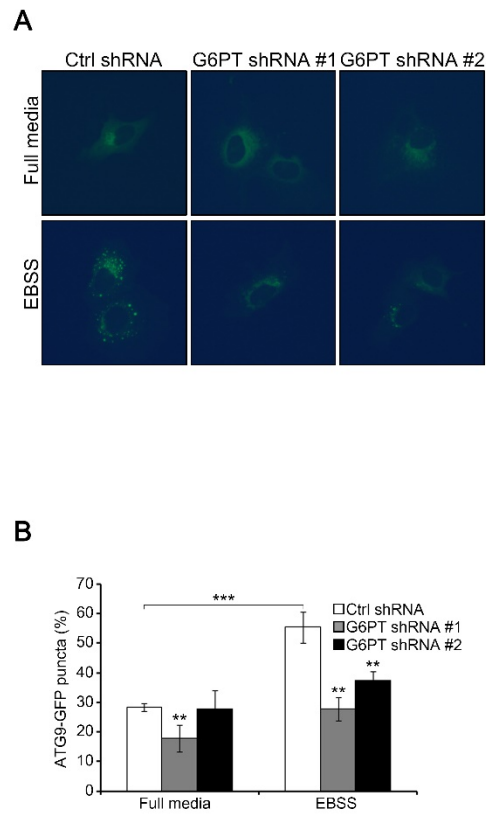 A
Ctrl shRNA G6PT shRNA #1 G6PT shRNA #2
Full media
EBSS
B
ATG9-GFP puncta (%)
70
60
50
40
30
20
10
0
***
**
**
**
Ctrl shRNA
G6PT shRNA #1
G6PT shRNA #2
Full media EBSS